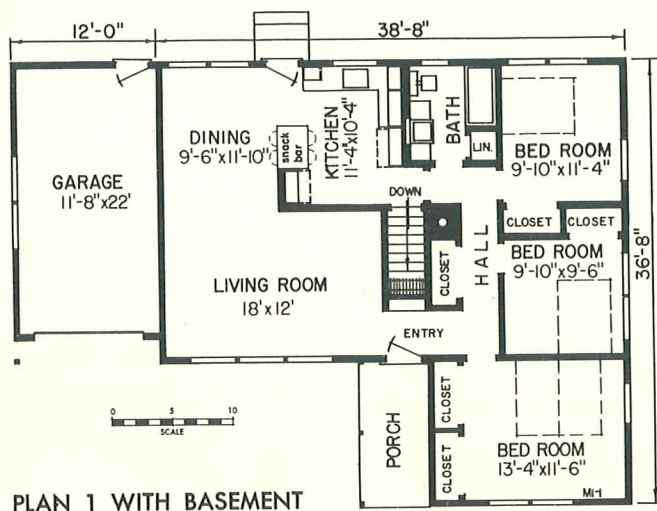 12'-0"
38'-8"
DINING
9'-6"x11'-10"
snack
bar
KITCHEN
11'-4"x10'-4"
BATH
LIN.
BED ROOM
9'-10"x11'-4"
GARAGE
11'-8"x22'
DOWN
CLOSET
CLOSET
36'-8"
HALL
BED ROOM
9'-10"x9'-6"
CLOSET
LIVING ROOM
18'x12'
ENTRY
0 5 10
SCALE
PORCH
CLOSET
CLOSET
BED ROOM
13'-4"x11'-6"
M1-1
PLAN 1 WITH BASEMENT